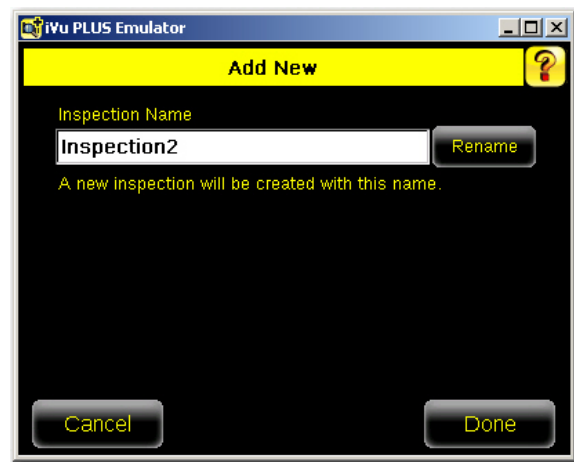 iVu PLUS Emulator
Add New
?
Inspection Name
Inspection2
Rename
A new inspection will be created with this name.
Cancel
Done